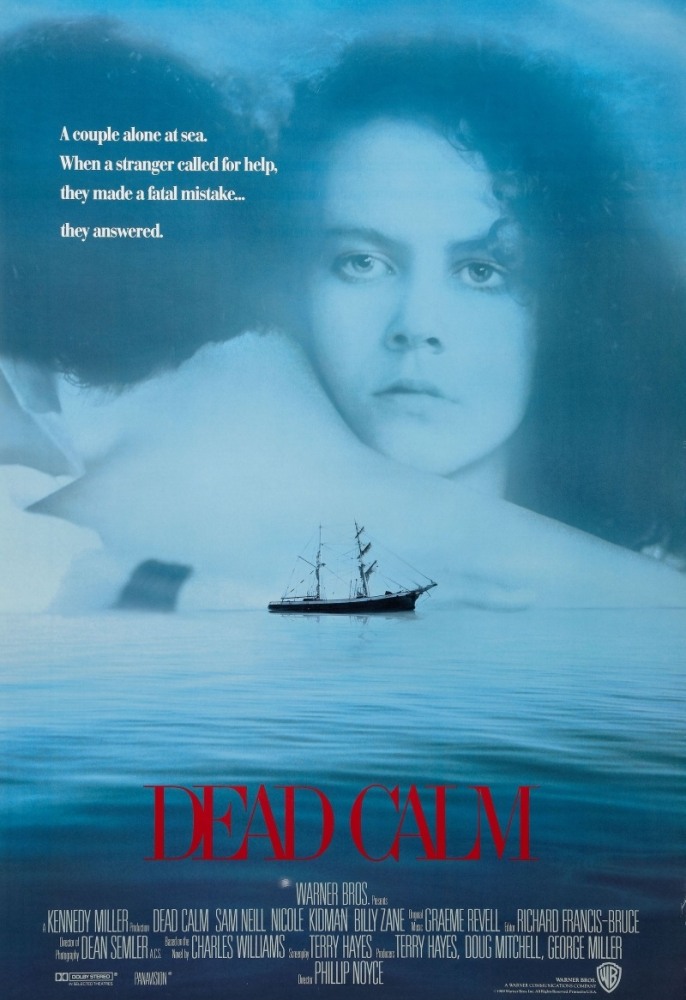 A couple alone at sea.
When a stranger called for help,
they made a fatal mistake...
they answered.
DEAD CALM
WARNER BROS. Presents
A KENNEDY MILLER Production DEAD CALM SAM NEILL NICOLE KIDMAN BILLY ZANE Original Music GRAEME REVELL Editor RICHARD FRANCIS-BRUCE
Director of Photography DEAN SEMLER A.C.S. Based on the Novel by CHARLES WILLIAMS Screenplay TERRY HAYES Producers TERRY HAYES, DOUG MITCHELL, GEORGE MILLER
Director PHILLIP NOYCE
DOLBY STEREO®
IN SELECTED THEATRES
PANAVISION®
WARNER BROS.
A WARNER COMMUNICATIONS COMPANY
WB